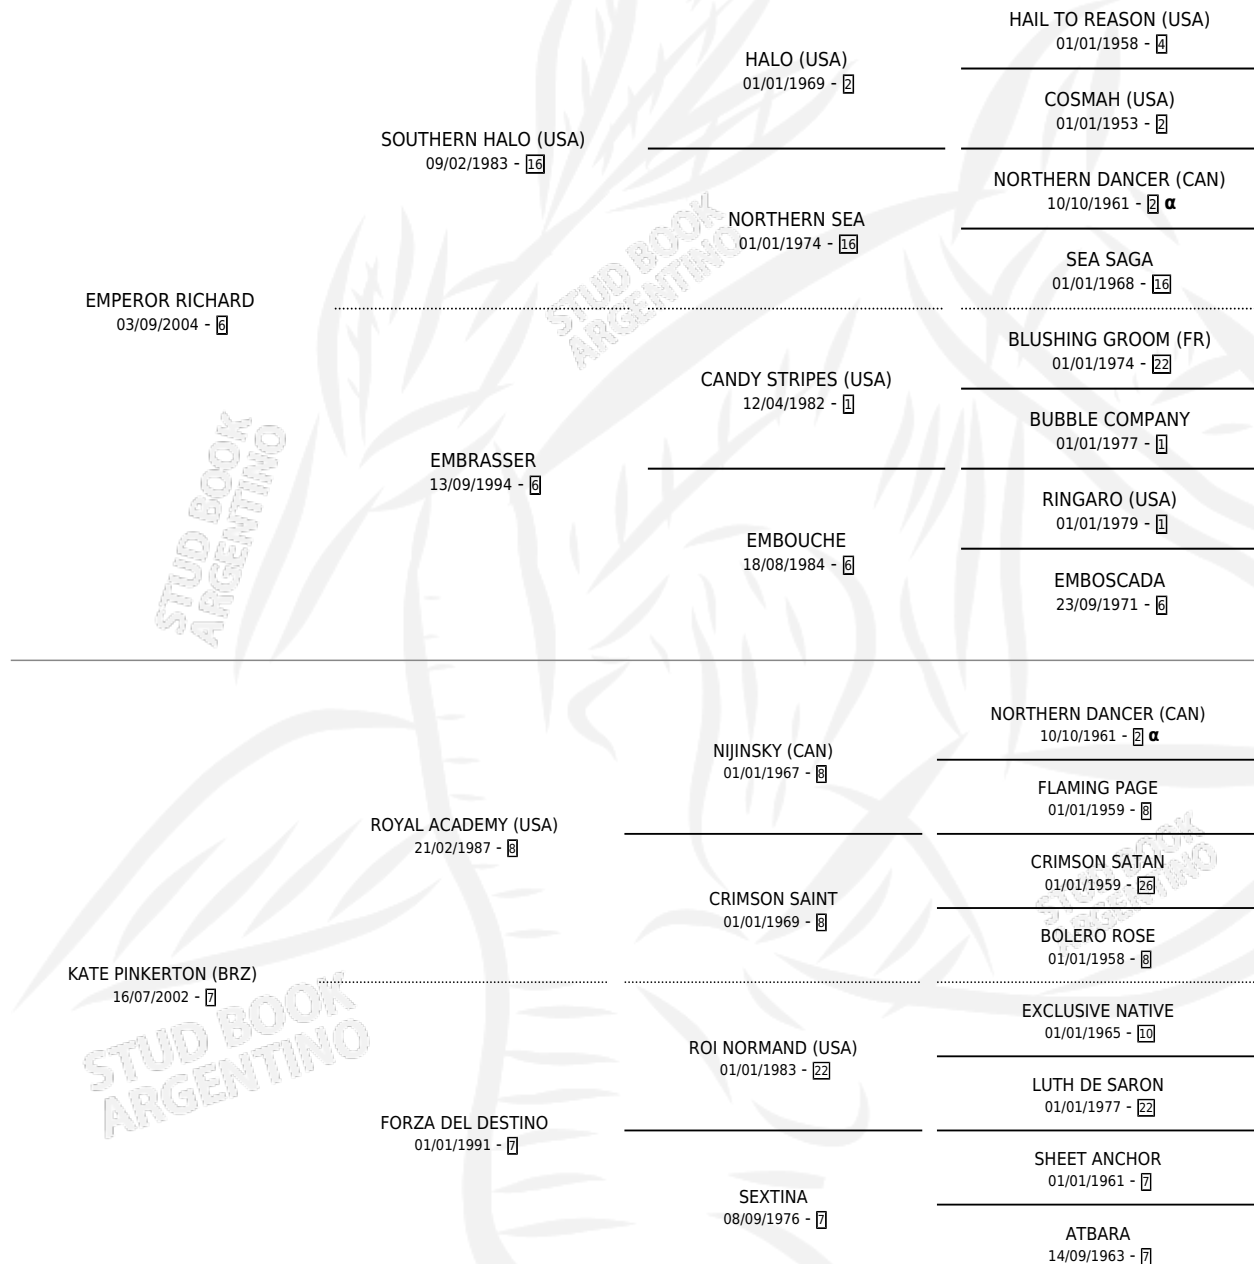 HAIL TO REASON (USA)
01/01/1958 - 4
HALO (USA)
01/01/1969 - 2
COSMAH (USA)
01/01/1953 - 2
SOUTHERN HALO (USA)
09/02/1983 - 16
NORTHERN DANCER (CAN)
10/10/1961 - 2 α
NORTHERN SEA
01/01/1974 - 16
SEA SAGA
01/01/1968 - 16
EMPEROR RICHARD
03/09/2004 - 6
BLUSHING GROOM (FR)
01/01/1974 - 22
CANDY STRIPES (USA)
12/04/1982 - 1
BUBBLE COMPANY
01/01/1977 - 1
EMBRASSER
13/09/1994 - 6
RINGARO (USA)
01/01/1979 - 1
EMBOUCHE
18/08/1984 - 6
EMBOSCADA
23/09/1971 - 6
STUD BOOK
ARGENTINO
STUD BOOK
ARGENTINO
NORTHERN DANCER (CAN)
10/10/1961 - 2 α
NIJINSKY (CAN)
01/01/1967 - 8
FLAMING PAGE
01/01/1959 - 8
ROYAL ACADEMY (USA)
21/02/1987 - 8
CRIMSON SATAN
01/01/1959 - 26
CRIMSON SAINT
01/01/1969 - 8
BOLERO ROSE
01/01/1958 - 8
KATE PINKERTON (BRZ)
16/07/2002 - 7
EXCLUSIVE NATIVE
01/01/1965 - 10
ROI NORMAND (USA)
01/01/1983 - 22
LUTH DE SARON
01/01/1977 - 22
FORZA DEL DESTINO
01/01/1991 - 7
SHEET ANCHOR
01/01/1961 - 7
SEXTINA
08/09/1976 - 7
ATBARA
14/09/1963 - 7
STUD BOOK
ARGENTINO
STUD BOOK
ARGENTINO